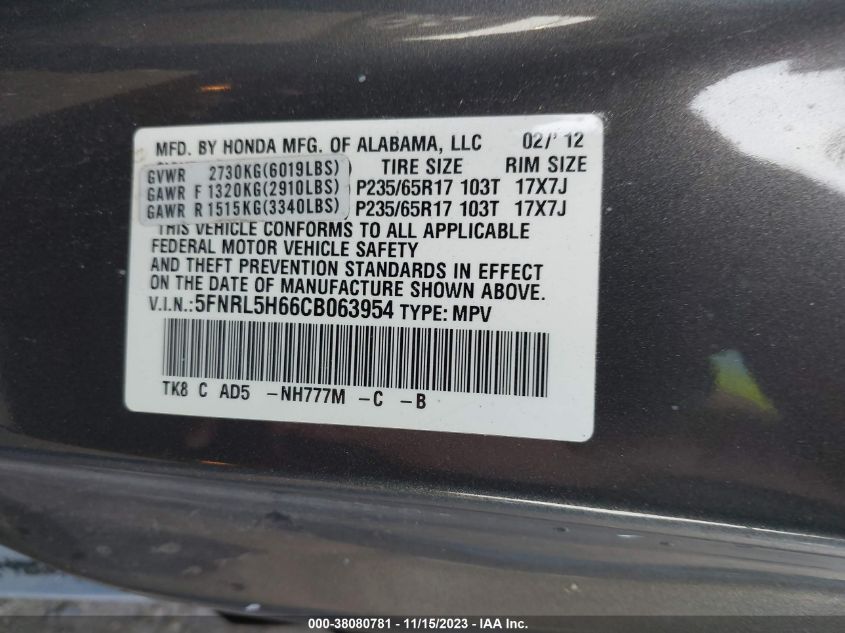 MFD. BY HONDA MFG. OF ALABAMA, LLC 02/' 12
GVWR 2730KG(6019LBS) TIRE SIZE RIM SIZE
GAWR F 1320KG(2910LBS) P235/65R17 103T 17X7J
GAWR R 1515KG(3340LBS) P235/65R17 103T 17X7J
THIS VEHICLE CONFORMS TO ALL APPLICABLE
FEDERAL MOTOR VEHICLE SAFETY
AND THEFT PREVENTION STANDARDS IN EFFECT
ON THE DATE OF MANUFACTURE SHOWN ABOVE.
V.I.N.:5FNRL5H66CB063954 TYPE: MPV
TK8 C AD5 -NH777M -C -B
000-38080781 - 11/15/2023 - IAA Inc.